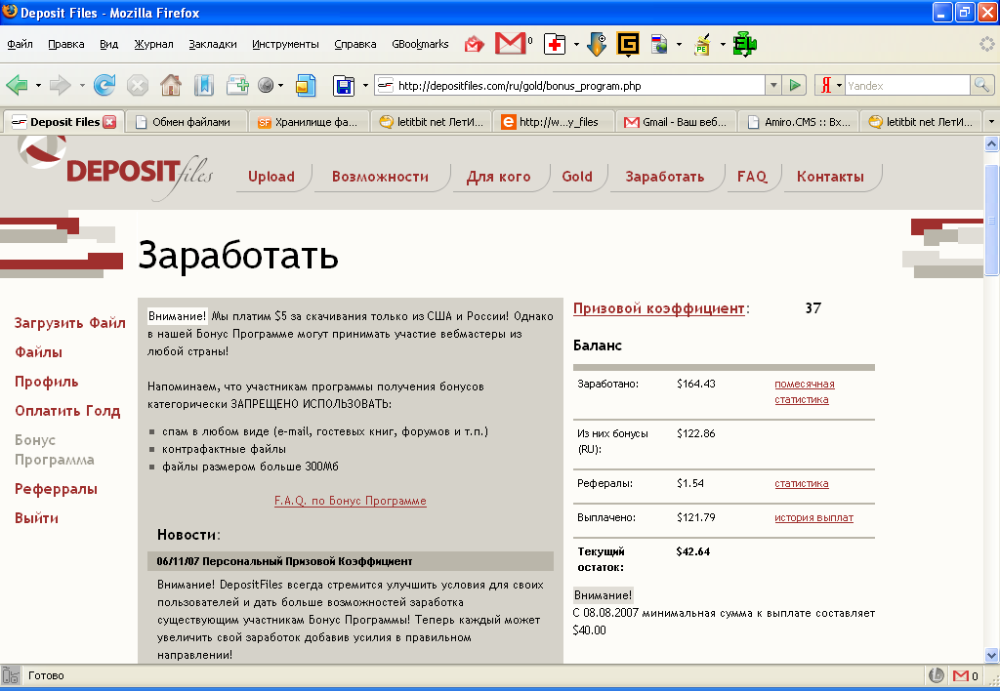 Deposit Files - Mozilla Firefox
Файл Правка Вид Журнал Закладки Инструменты Справка GBookmarks 0
http://depositfiles.com/ru/gold/bonus_program.php Yandex
Deposit Files Обмен файлами Хранилище фа... letitbit net ЛетИ... http://w...y_files Gmail - Ваш веб... Amiro.CMS :: Вх... letitbit net ЛетИ...
DEPOSITfiles
Upload Возможности Для кого Gold Заработать FAQ Контакты
Заработать
Загрузить Файл
Файлы
Профиль
Оплатить Голд
Бонус
Программа
Реферралы
Выйти
Внимание! Мы платим $5 за скачивания только из США и России! Однако
в нашей Бонус Программе могут принимать участие вебмастеры из
любой страны!
Напоминаем, что участникам программы получения бонусов
категорически ЗАПРЕЩЕНО ИСПОЛЬЗОВАТЬ:
спам в любом виде (e-mail, гостевых книг, форумов и т.п.)
контрафактные файлы
файлы размером больше 300Мб
F.A.Q. по Бонус Программе
Новости:
06/11/07 Персональный Призовой Коэффициент
Внимание! DepositFiles всегда стремится улучшить условия для своих
пользователей и дать больше возможностей заработка
существующим участникам Бонус Программы! Теперь каждый может
увеличить свой заработок добавив усилия в правильном
направлении!
Призовой коэффициент: 37
Баланс
Заработано: $164.43 помесячная
статистика
Из них бонусы $122.86
(RU):
Рефералы: $1.54 статистика
Выплачено: $121.79 история выплат
Текущий $42.64
остаток:
Внимание!
С 08.08.2007 минимальная сумма к выплате составляет
$40.00
Готово 0